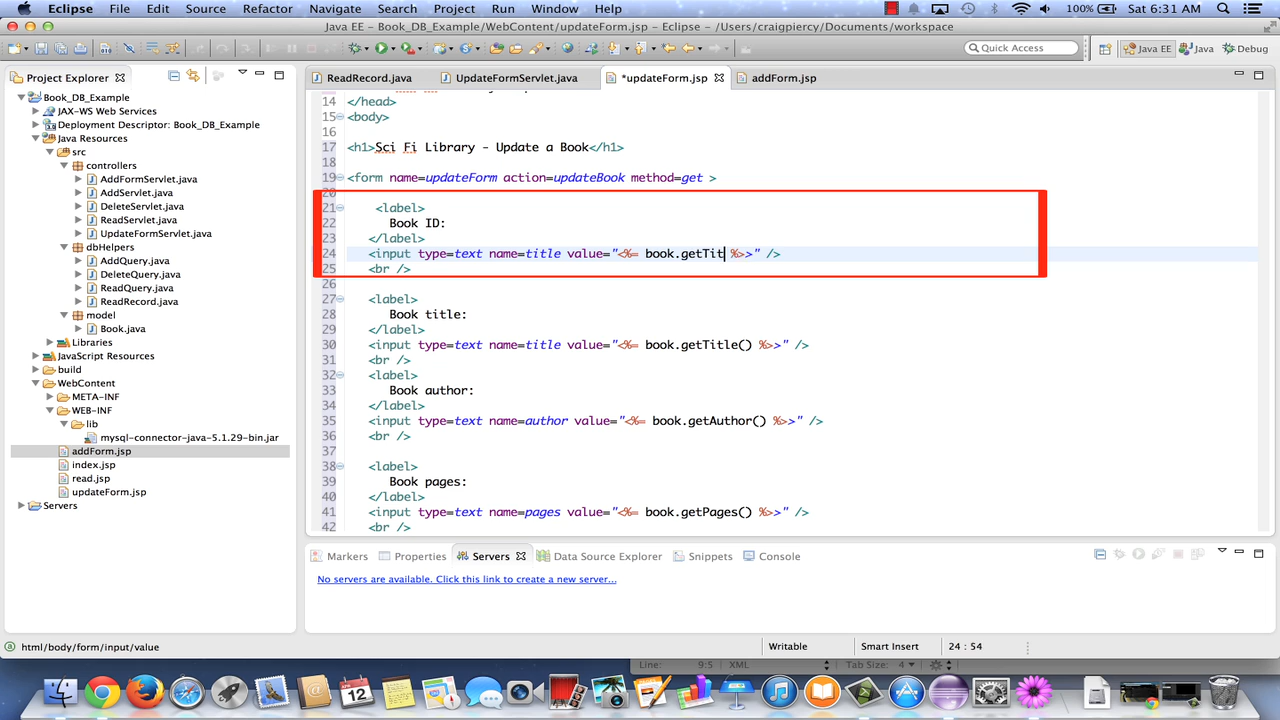 Eclipse File Edit Source Refactor Navigate Search Project Run Window Help 100% Sat 6:31 AM
Java EE - Book_DB_Example/WebContent/updateForm.jsp - Eclipse - /Users/craigpiercy/Documents/workspace
Quick Access Java EE Java Debug
Project Explorer
Book_DB_Example
JAX-WS Web Services
Deployment Descriptor: Book_DB_Example
Java Resources
src
controllers
AddFormServlet.java
AddServlet.java
DeleteServlet.java
ReadServlet.java
UpdateFormServlet.java
dbHelpers
AddQuery.java
DeleteQuery.java
ReadQuery.java
ReadRecord.java
model
Book.java
Libraries
JavaScript Resources
build
WebContent
META-INF
WEB-INF
lib
mysql-connector-java-5.1.29-bin.jar
addForm.jsp
index.jsp
read.jsp
updateForm.jsp
Servers
ReadRecord.java UpdateFormServlet.java *updateForm.jsp addForm.jsp
14 </head>
15 <body>
16
17 <h1>Sci Fi Library - Update a Book</h1>
18
19 <form name=updateForm action=updateBook method=get >
20
21 <label>
22 Book ID:
23 </label>
24 <input type=text name=title value="<%= book.getTit %>>" />
25 <br />
26
27 <label>
28 Book title:
29 </label>
30 <input type=text name=title value="<%= book.getTitle() %>>" />
31 <br />
32 <label>
33 Book author:
34 </label>
35 <input type=text name=author value="<%= book.getAuthor() %>>" />
36 <br />
37
38 <label>
39 Book pages:
40 </label>
41 <input type=text name=pages value="<%= book.getPages() %>>" />
42 <br />
Markers Properties Servers Data Source Explorer Snippets Console
No servers are available. Click this link to create a new server...
html/body/form/input/value Writable Smart Insert 24 : 54
Line: 9:5 XML Tab Size: 4
APR
12